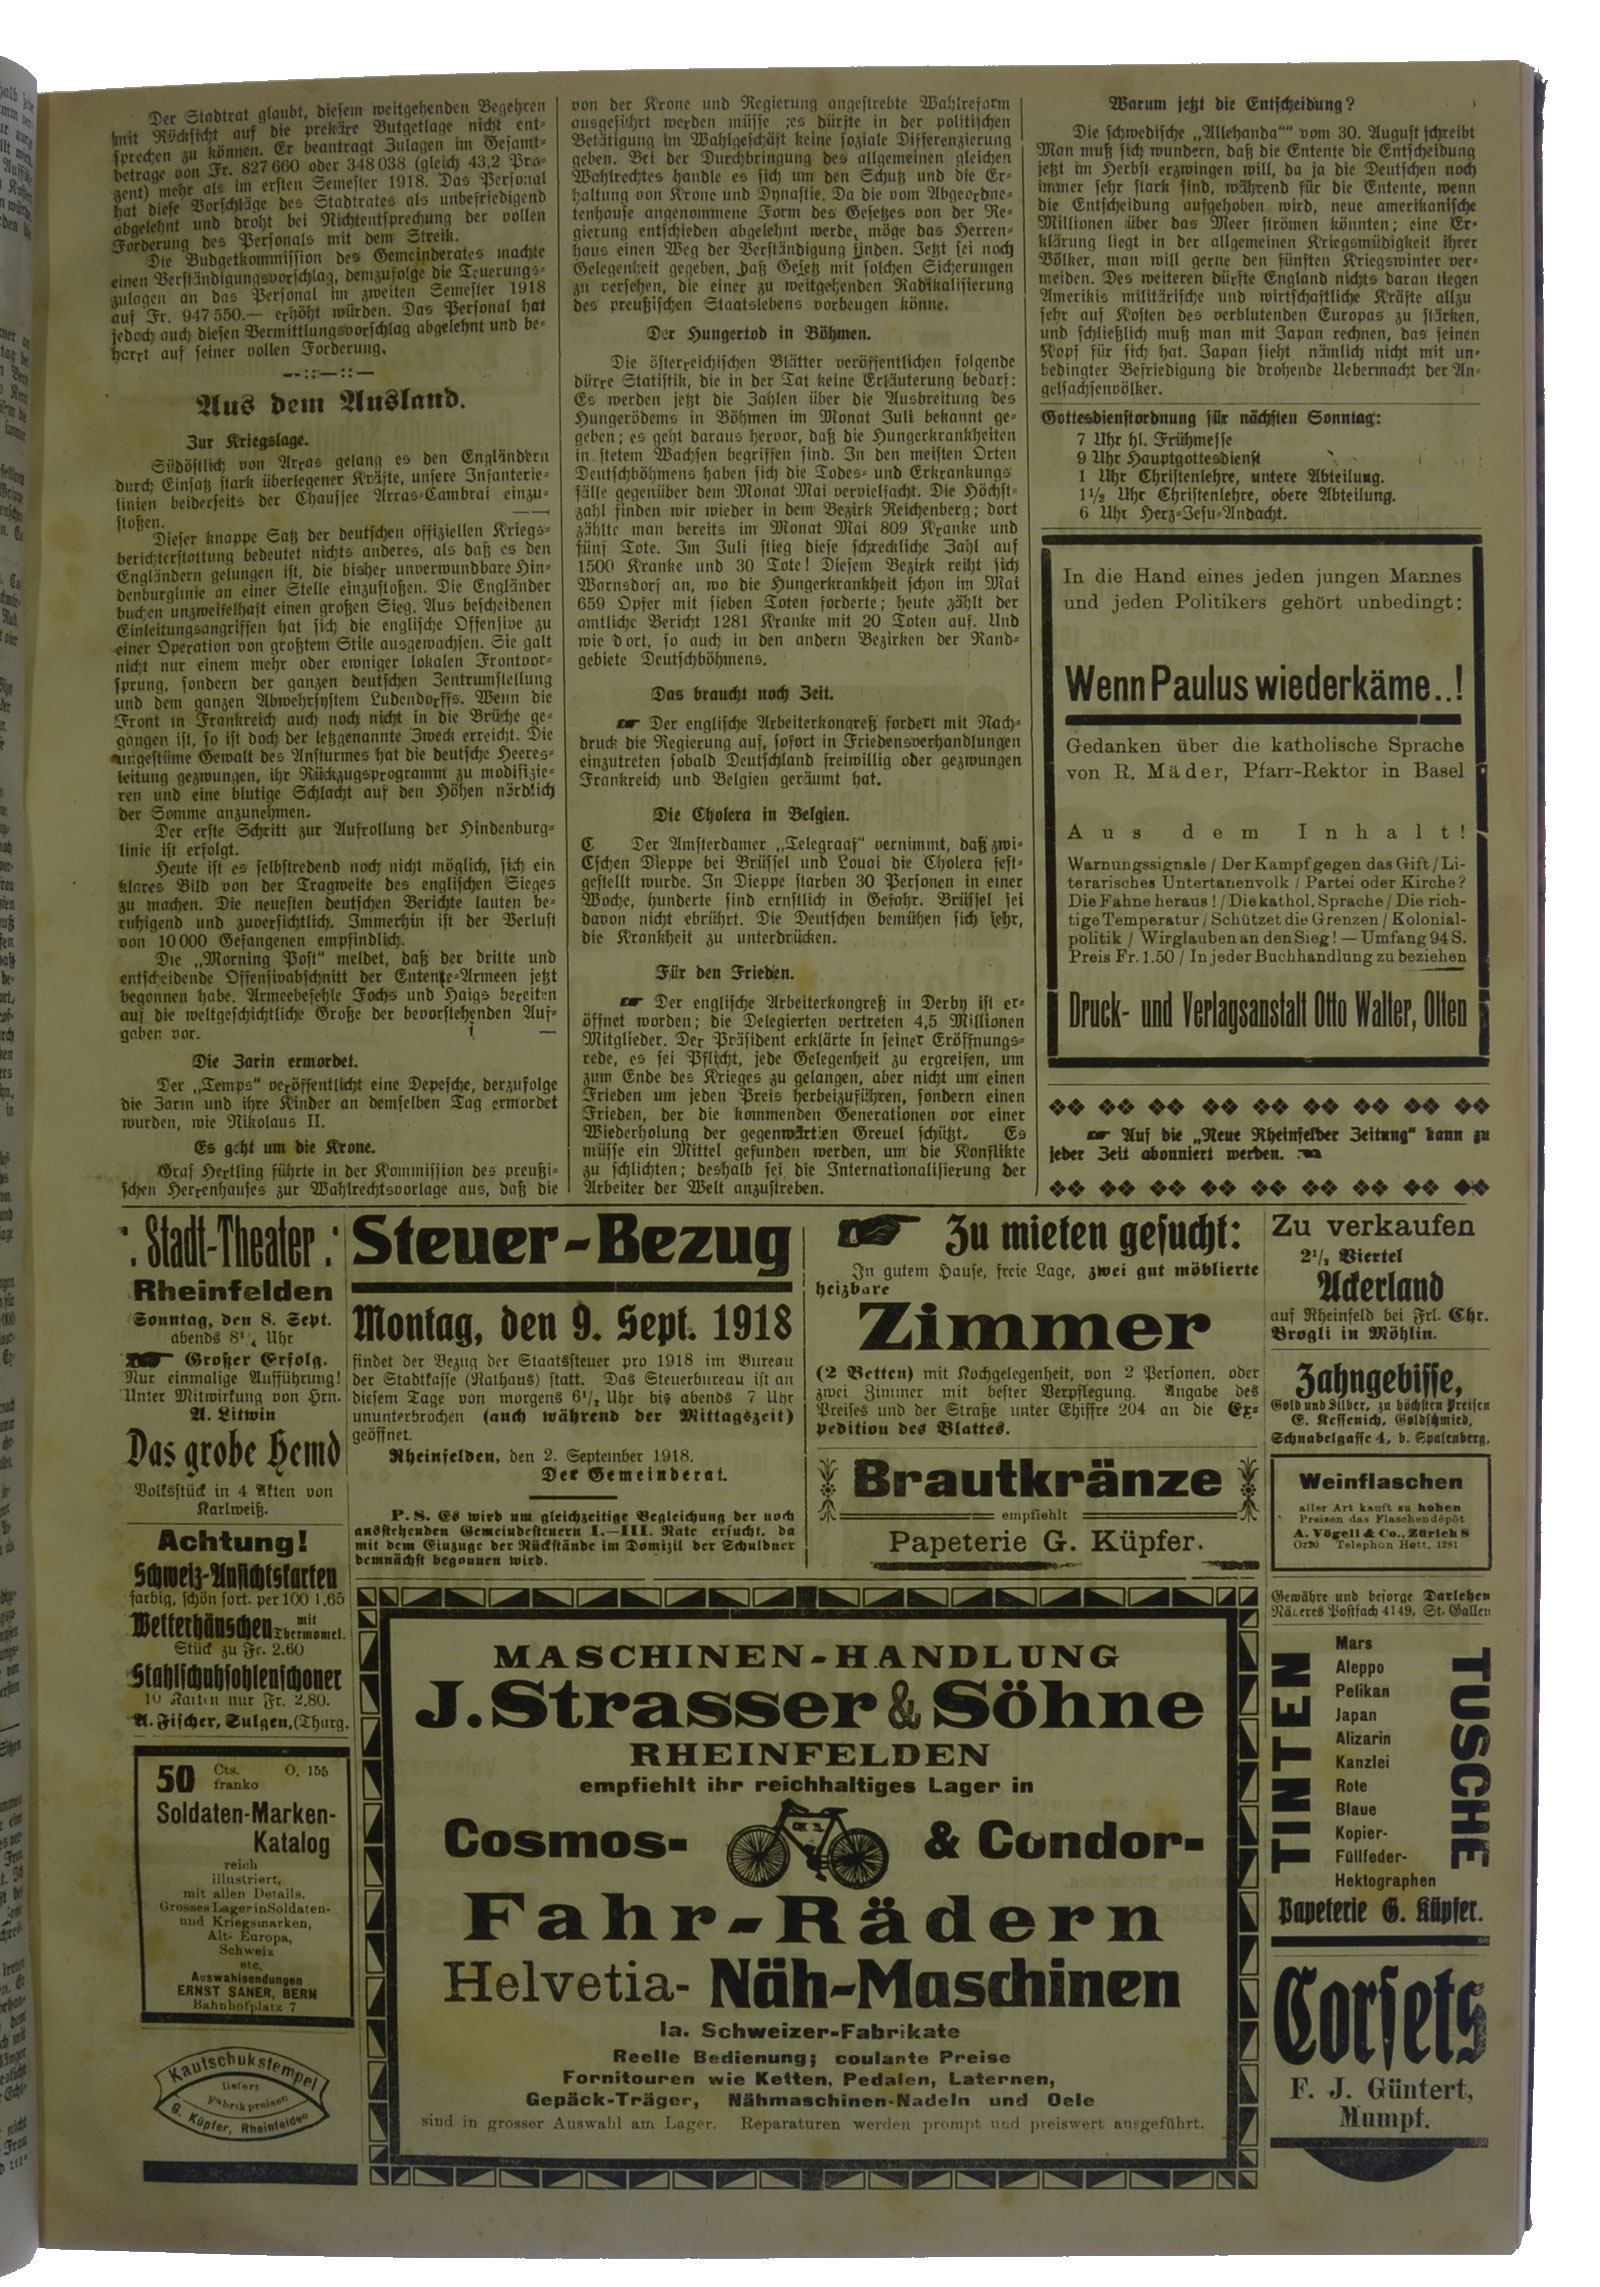 Der Stadtrat glaubt, diesem weitgehenden Begehren
mit Rücksicht auf die prekäre Butgetlage nicht ent-
sprechen zu können. Er beantragt Zulagen im Gesamt-
betrage von Fr. 827 660 oder 348 038 (gleich 43,2 Pro-
zent) mehr als im ersten Semester 1918. Das Personal
hat diese Vorschläge des Stadtrates als unbefriedigend
abgelehnt und droht bei Nichtentsprechung der vollen
Forderung des Personals mit dem Streik.
Die Budgetkommission des Gemeinderates machte
einen Verständigungsvorschlag, demzufolge die Teuerungs-
zulagen an das Personal im zweiten Semester 1918
auf Fr. 947 550.— erhöht würden. Das Personal hat
jedoch auch diesen Vermittlungsvorschlag abgelehnt und be-
harrt auf seiner vollen Forderung.
--::—::--
Aus dem Ausland.
Zur Kriegslage.
Südöstlich von Arras gelang es den Engländern
durch Einsatz stark überlegener Kräfte, unsere Infanterie-
linien beiderseits der Chaussee Arras-Cambrai einzu-
stoßen.
Dieser knappe Satz der deutschen offiziellen Kriegs-
berichterstattung bedeutet nichts anderes, als daß es den
Engländern gelungen ist, die bisher unverwundbare Hin-
denburglinie an einer Stelle einzustoßen. Die Engländer
buchen unzweifelhaft einen großen Sieg. Aus bescheidenen
Einleitungsangriffen hat sich die englische Offensive zu
einer Operation von großtem Stile ausgewachsen. Sie galt
nicht nur einem mehr oder ewniger lokalen Frontvor-
sprung, sondern der ganzen deutschen Zentrumstellung
und dem ganzen Abwehrsystem Ludendorffs. Wenn die
Front in Frankreich auch noch nicht in die Brüche ge-
gangen ist, so ist doch der letztgenannte Zweck erreicht. Die
ungestüme Gewalt des Ansturmes hat die deutsche Heeres-
leitung gezwungen, ihr Rückzugsprogramm zu modifizie-
ren und eine blutige Schlacht auf den Höhen nördlich
der Somme anzunehmen.
Der erste Schritt zur Aufrollung der Hindenburg-
linie ist erfolgt.
Heute ist es selbstredend noch nicht möglich, sich ein
klares Bild von der Tragweite des englischen Sieges
zu machen. Die neuesten deutschen Berichte lauten be-
ruhigend und zuversichtlich. Immerhin ist der Verlust
von 10 000 Gefangenen empfindlich.
Die „Morning Post“ meldet, daß der dritte und
entscheidende Offensivabschnitt der Entente-Armeen jetzt
begonnen habe. Armeebefehle Fochs und Haigs bereiten
auf die weltgeschichtliche Große der bevorstehenden Auf-
gaben vor.
Die Zarin ermordet.
Der „Temps“ veröffentlicht eine Depesche, derzufolge
die Zarin und ihre Kinder an demselben Tag ermordet
wurden, wie Nikolaus II.
Es geht um die Krone.
Graf Hertling führte in der Kommission des preußi-
schen Herrenhauses zur Wahlrechtsvorlage aus, daß die
von der Krone und Regierung angestrebte Wahlreform
ausgeführt werden müsse ;es dürfte in der politischen
Betätigung im Wahlgeschäft keine soziale Differenzierung
geben. Bei der Durchbringung des allgemeinen gleichen
Wahlrechtes handle es sich um den Schutz und die Er-
haltung von Krone und Dynastie. Da die vom Abgeordne-
tenhause angenommene Form des Gesetzes von der Re-
gierung entschieden abgelehnt werde, möge das Herren-
haus einen Weg der Verständigung finden. Jetzt sei noch
Gelegenheit gegeben, daß Gesetz mit solchen Sicherungen
zu versehen, die einer zu weitgehenden Radikalisierung
des preußischen Staatslebens vorbeugen könne.
Der Hungertod in Böhmen.
Die österreichischen Blätter veröffentlichen folgende
dürre Statistik, die in der Tat keine Erläuterung bedarf:
Es werden jetzt die Zahlen über die Ausbreitung des
Hungerödems in Böhmen im Monat Juli bekannt ge-
geben; es geht daraus hervor, daß die Hungerkrankheiten
in stetem Wachsen begriffen sind. In den meisten Orten
Deutschböhmens haben sich die Todes- und Erkrankungs
fälle gegenüber dem Monat Mai vervielfacht. Die Höchst-
zahl finden wir wieder in dem Bezirk Reichenberg; dort
zählte man bereits im Monat Mai 809 Kranke und
fünf Tote. Im Juli stieg diese schreckliche Zahl auf
1500 Kranke und 30 Tote! Diesem Bezirk reiht sich
Warnsdorf an, wo die Hungerkrankheit schon im Mai
659 Opfer mit sieben Toten forderte; heute zählt der
amtliche Bericht 1281 Kranke mit 20 Toten auf. Und
wie dort, so auch in den andern Bezirken der Rand-
gebiete Deutschböhmens.
Das braucht noch Zeit.
☛ Der englische Arbeiterkongreß fordert mit Nach-
druck die Regierung auf, sofort in Friedensverhandlungen
einzutreten sobald Deutschland freiwillig oder gezwungen
Frankreich und Belgien geräumt hat.
Die Cholera in Belgien.
C Der Amsterdamer „Telegraaf“ vernimmt, daß zwi-
Cschen Dieppe bei Brüssel und Louai die Cholera fest-
gestellt wurde. In Dieppe starben 30 Personen in einer
Woche, hunderte sind ernstlich in Gefahr. Brüssel sei
davon nicht ebrührt. Die Deutschen bemühen sich sehr,
die Krankheit zu unterdrücken.
Für den Frieden.
☛ Der englische Arbeiterkongreß in Derby ist er-
öffnet worden; die Delegierten vertreten 4,5 Millionen
Mitglieder. Der Präsident erklärte in seiner Eröffnungs-
rede, es sei Pflicht, jede Gelegenheit zu ergreifen, um
zum Ende des Krieges zu gelangen, aber nicht um einen
Frieden um jeden Preis herbeizuführen, sondern einen
Frieden, der die kommenden Generationen vor einer
Wiederholung der gegenwärtien Greuel schützt. Es
müsse ein Mittel gefunden werden, um die Konflikte
zu schlichten; deshalb sei die Internationalisierung der
Arbeiter der Welt anzustreben.
Warum jetzt die Entscheidung?
Die schwedische „Allehanda““ vom 30. August schreibt
Man muß sich wundern, daß die Entente die Entscheidung
jetzt im Herbst erzwingen will, da ja die Deutschen noch
immer sehr stark sind, während für die Entente, wenn
die Entscheidung aufgehoben wird, neue amerikanische
Millionen über das Meer strömen könnten; eine Er-
klärung liegt in der allgemeinen Kriegsmüdigkeit ihrer
Völker, man will gerne den fünften Kriegswinter ver-
meiden. Des weiteren dürfte England nichts daran liegen
Amerikis militärische und wirtschaftliche Kräfte allzu
sehr auf Kosten des verblutenden Europas zu stärken,
und schließlich muß man mit Japan rechnen, das seinen
Kopf für sich hat. Japan sieht nämlich nicht mit un-
bedingter Befriedigung die drohende Uebermacht der An-
gelsachsenvölker.
Gottesdienstordnung für nächsten Sonntag:
7 Uhr hl. Frühmesse
9 Uhr Hauptgottesdienst
1 Uhr Christenlehre, untere Abteilung.
1½ Uhr Christenlehre, obere Abteilung.
6 Uhr Herz-Jesu-Andacht.
In die Hand eines jeden jungen Mannes
und jeden Politikers gehört unbedingt:
Wenn Paulus wiederkäme..!
Gedanken über die katholische Sprache
von R. Mäder, Pfarr-Rektor in Basel
Aus dem Inhalt!
Warnungssignale / Der Kampf gegen das Gift / Li-
terarisches Untertanenvolk / Partei oder Kirche?
Die Fahne heraus! / Die kathol. Sprache / Die rich-
tige Temperatur / Schützet die Grenzen / Kolonial-
politik / Wir glauben an den Sieg! — Umfang 94 S.
Preis Fr. 1.50 / In jeder Buchhandlung zu beziehen
Druck- und Verlagsanstalt Otto Walter, Olten
☛ Auf die „Neue Rheinfelder Zeitung“ kann zu
jeder Zeit abonniert werden. ☚
: Stadt-Theater :
Rheinfelden
Sonntag, den 8. Sept.
abends 8¼ Uhr
☛ Großer Erfolg.
Nur einmalige Aufführung!
Unter Mitwirkung von Hrn.
A. Litwin
Das grobe Hemd
Volksstück in 4 Akten von
Karlweiß.
Achtung!
Schweiz-Ansichtskarten
farbig, schön sort. per 100 1.65
Wetterhäuschen mit
Thermomet.
Stück zu Fr. 2.60
Stahlschuhsohlenschoner
10 Karten nur Fr. 2.80.
A. Fischer, Sulgen, (Thurg.
50 Cts. franko O. 155
Soldaten-Marken-
Katalog
reich
illustriert,
mit allen Details.
Grosses Lager in Soldaten-
und Kriegsmarken,
Alt- Europa,
Schweiz
etc.
Auswahlsendungen
ERNST SANER, BERN
Bahnhofplatz 7
Kautschukstempel
liefert
Fabrikpreisen
G. Küpfer, Rheinfelden
Steuer-Bezug
Montag, den 9. Sept. 1918
findet der Bezug der Staatssteuer pro 1918 im Bureau
der Stadtkasse (Rathaus) statt. Das Steuerbureau ist an
diesem Tage von morgens 6½ Uhr bis abends 7 Uhr
ununterbrochen (auch während der Mittagszeit)
geöffnet.
Rheinfelden, den 2. September 1918.
Der Gemeinderat.
P. S. Es wird um gleichzeitige Begleichung der noch
ausstehenden Gemeindesteuern I.—III. Rate ersucht, da
mit dem Einzuge der Rückstände im Domizil der Schuldner
demnächst begonnen wird.
☛ Zu mieten gesucht:
In gutem Hause, freie Lage, zwei gut möblierte
heizbare
Zimmer
(2 Betten) mit Kochgelegenheit, von 2 Personen, oder
zwei Zimmer mit bester Verpflegung. Angabe des
Preises und der Straße unter Chiffre 204 an die Ex-
pedition des Blattes.
Brautkränze
empfiehlt
Papeterie G. Küpfer.
MASCHINEN-HANDLUNG
J. Strasser & Söhne
RHEINFELDEN
empfiehlt ihr reichhaltiges Lager in
Cosmos- & Condor-
Fahr-Rädern
Helvetia- Näh-Maschinen
Ia. Schweizer-Fabrikate
Reelle Bedienung; coulante Preise
Fornitouren wie Ketten, Pedalen, Laternen,
Gepäck-Träger, Nähmaschinen-Nadeln und Oele
sind in grosser Auswahl am Lager. Reparaturen werden prompt und preiswert ausgeführt.
Zu verkaufen
2½ Viertel
Ackerland
auf Rheinfeld bei Frl. Chr.
Brogli in Möhlin.
Zahngebisse,
Gold und Silber, zu höchsten Preisen
E. Kessenich, Goldschmied,
Schnabelgasse 4, b. Spalenberg.
Weinflaschen
aller Art kauft zu hohen
Preisen das Flaschendépôt
A. Vögeli & Co., Zürich 8
Telephon Hott. 1281
Gewähre und besorge Darlehen
Näheres Postfach 4149, St. Gallen
TINTEN
Mars
Aleppo
Pelikan
Japan
Alizarin
Kanzlei
Rote
Blaue
Kopier-
Füllfeder-
Hektographen
TUSCHE
Papeterie G. Küpfer.
Corsets
F. J. Güntert,
Mumpf.